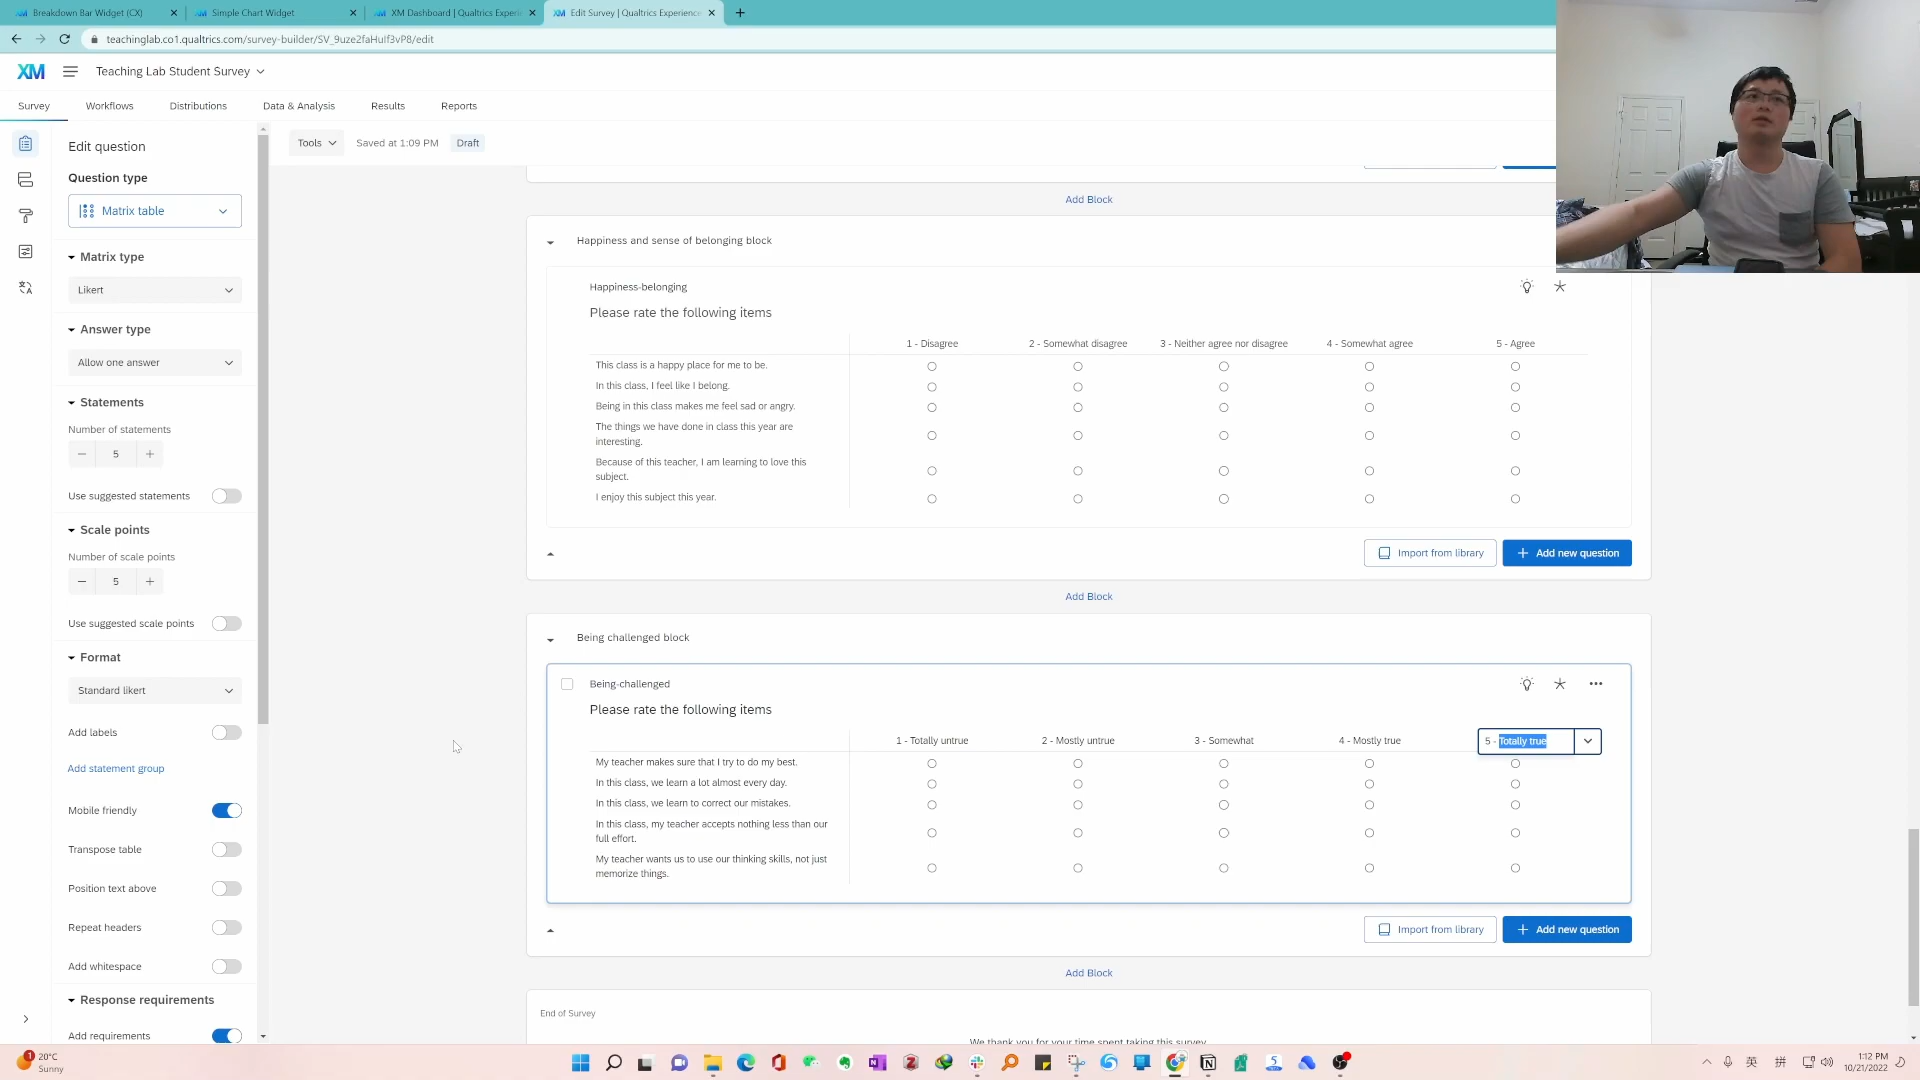 Breakdown Bar Widget (CX)
Simple Chart Widget
XM Dashboard | Qualtrics Experi
Edit Survey | Qualtrics Experience
teachinglab.co1.qualtrics.com/survey-builder/SV_9uze2faHuIf3vP8/edit
XM
Teaching Lab Student Survey
Survey
Workflows
Distributions
Data & Analysis
Results
Reports
Edit question
Tools
Saved at 1:09 PM
Draft
Question type
Matrix table
Matrix type
Likert
Answer type
Allow one answer
Statements
Number of statements
5
Use suggested statements
Scale points
Number of scale points
5
Use suggested scale points
Format
Standard likert
Add labels
Add statement group
Mobile friendly
Transpose table
Position text above
Repeat headers
Add whitespace
Response requirements
Add requirements
Add Block
Happiness and sense of belonging block
Happiness-belonging
Please rate the following items
1 - Disagree
2 - Somewhat disagree
3 - Neither agree nor disagree
4 - Somewhat agree
5 - Agree
This class is a happy place for me to be.
In this class, I feel like I belong.
Being in this class makes me feel sad or angry.
The things we have done in class this year are
interesting.
Because of this teacher, I am learning to love this
subject.
I enjoy this subject this year.
Import from library
Add new question
Add Block
Being challenged block
Being-challenged
Please rate the following items
1 - Totally untrue
2 - Mostly untrue
3 - Somewhat
4 - Mostly true
5 - Totally true
My teacher makes sure that I try to do my best.
In this class, we learn a lot almost every day.
In this class, we learn to correct our mistakes.
In this class, my teacher accepts nothing less than our
full effort.
My teacher wants us to use our thinking skills, not just
memorize things.
Import from library
Add new question
Add Block
End of Survey
We thank you for your time spent taking this survey.
1
20°C
Sunny
英
拼
1:12 PM
10/21/2022